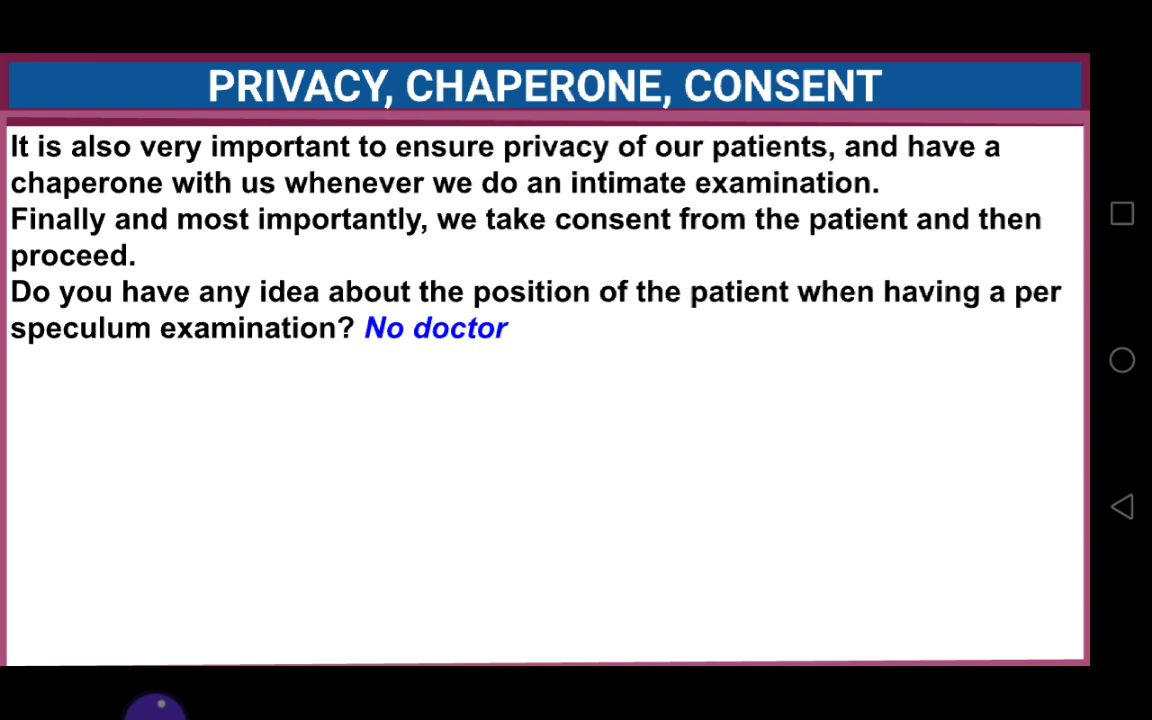 PRIVACY, CHAPERONE, CONSENT
It is also very important to ensure privacy of our patients, and have a
chaperone with us whenever we do an intimate examination.
Finally and most importantly, we take consent from the patient and then
proceed.
Do you have any idea about the position of the patient when having a per
speculum examination? No doctor